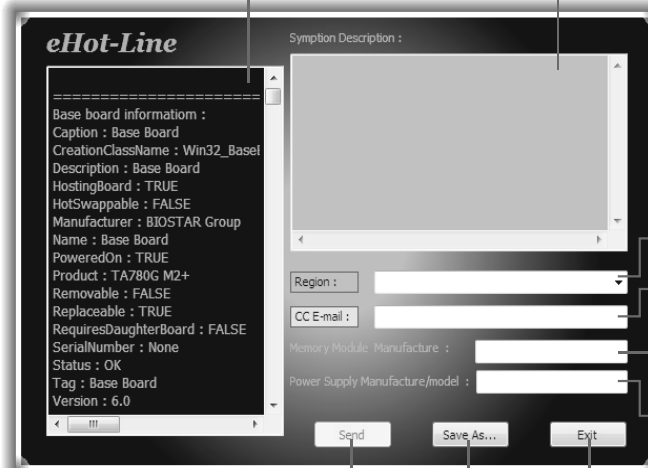 eHot-Line
======================
Base board informatiom :
Caption : Base Board
CreationClassName : Win32_BaseI
Description : Base Board
HostingBoard : TRUE
HotSwappable : FALSE
Manufacturer : BIOSTAR Group
Name : Base Board
PoweredOn : TRUE
Product : TA780G M2+
Removable : FALSE
Replaceable : TRUE
RequiresDaughterBoard : FALSE
SerialNumber : None
Status : OK
Tag : Base Board
Version : 6.0
Symption Description :
Region :
CC E-mail :
Memory Module Manufacture :
Power Supply Manufacture/model :
Send
Save As...
Exit